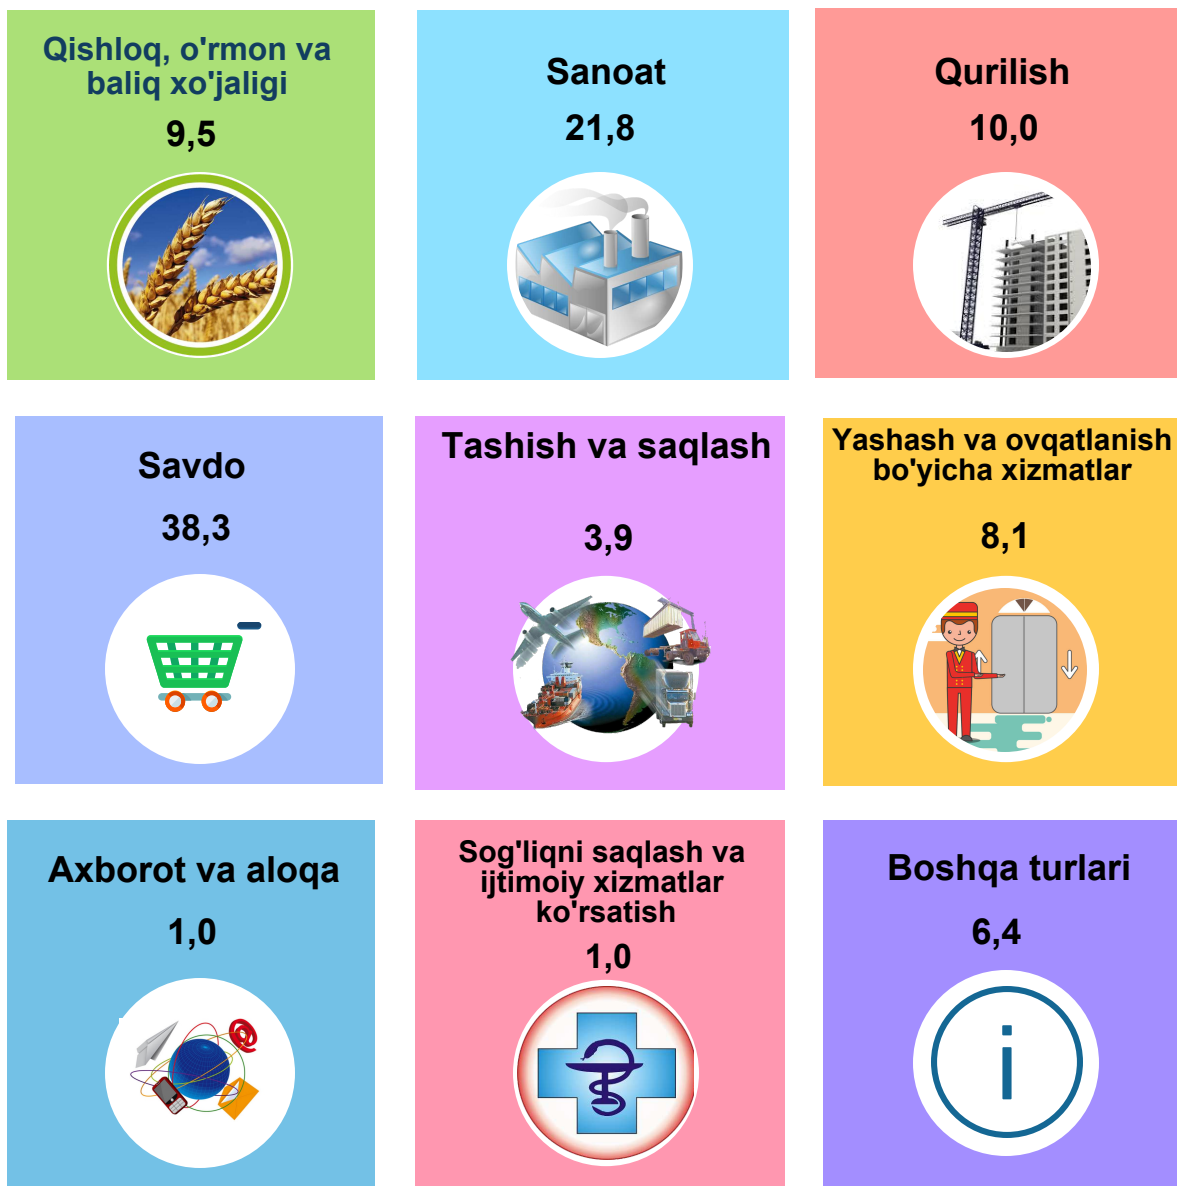 Qishloq, o'rmon va
baliq xo'jaligi
9,5
Sanoat
21,8
Qurilish
10,0
Savdo
38,3
Tashish va saqlash
3,9
Yashash va ovqatlanish
bo'yicha xizmatlar
8,1
Axborot va aloqa
1,0
Sog'liqni saqlash va
ijtimoiy xizmatlar
ko'rsatish
1,0
Boshqa turlari
6,4
i